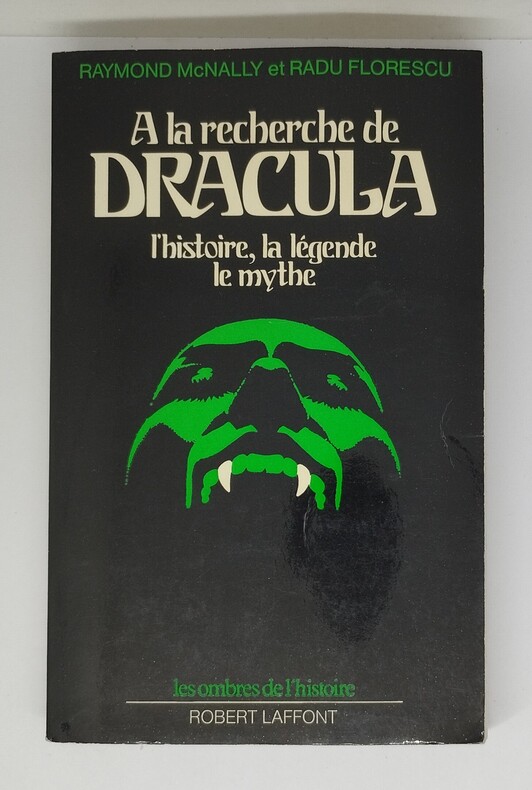 RAYMOND McNALLY et RADU FLORESCU
A la recherche de
DRACULA
l'histoire, la légende
le mythe
les ombres de l'histoire
ROBERT LAFFONT